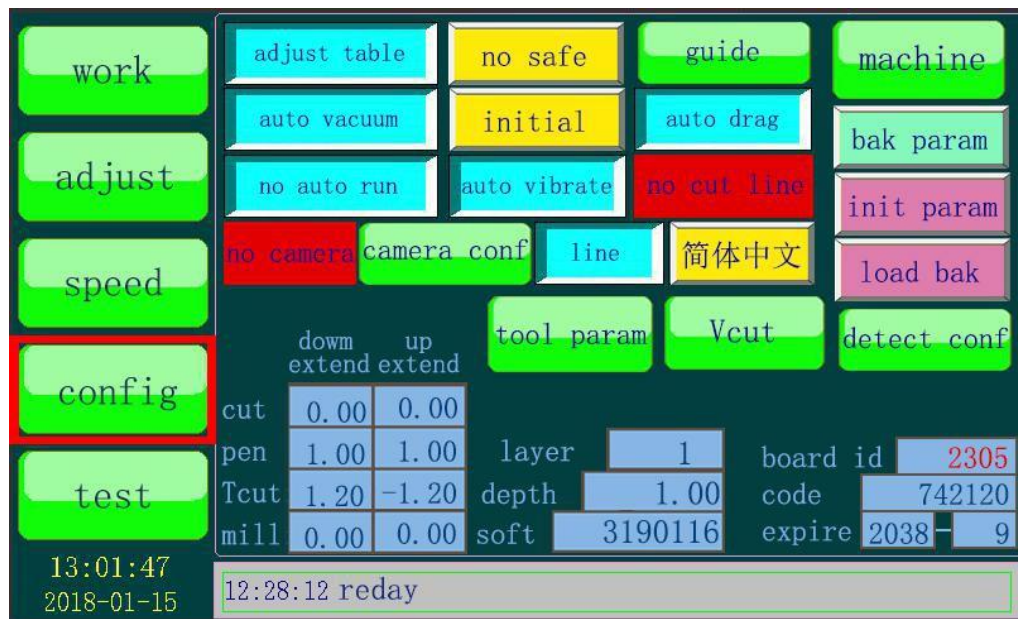 work
adjust
speed
config
test
13:01:47
2018-01-15
adjust table
no safe
guide
machine
auto vacuum
initial
auto drag
bak param
no auto run
auto vibrate
no cut line
init param
no camera
camera conf
line
简体中文
load bak
tool param
Vcut
detect conf
dowm extend
up extend
cut 0.00 0.00
pen 1.00 1.00
Tcut 1.20 -1.20
mill 0.00 0.00
layer 1
depth 1.00
soft 3190116
board id 2305
code 742120
expire 2038- 9
12:28:12 reday